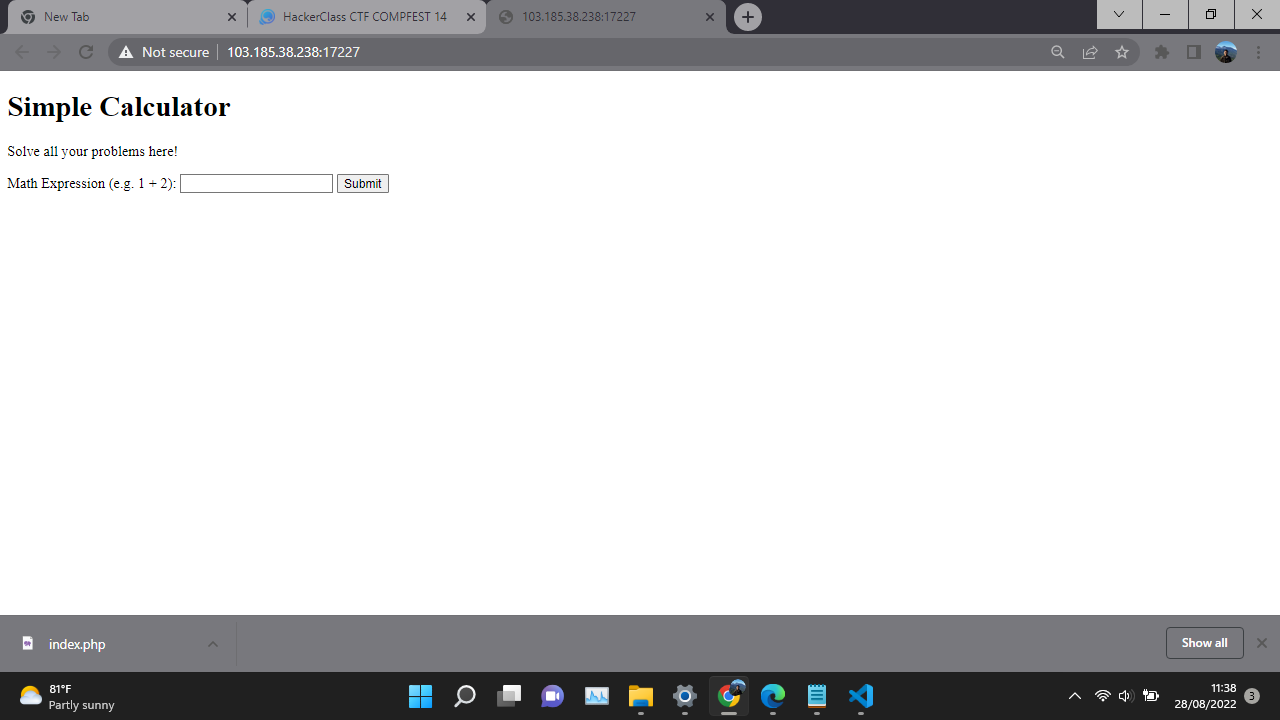 New Tab
HackerClass CTF COMPFEST 14
103.185.38.238:17227
Not secure
103.185.38.238:17227
Simple Calculator
Solve all your problems here!
Math Expression (e.g. 1 + 2):
Submit
index.php
Show all
81°F
Partly sunny
11:38
28/08/2022
3